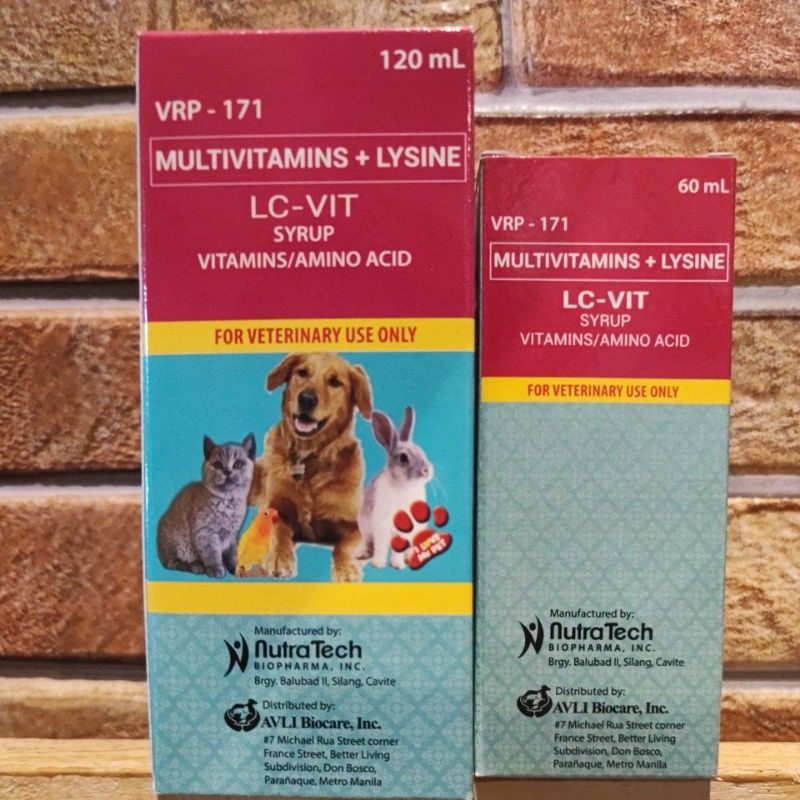 120 mL
VRP - 171
MULTIVITAMINS + LYSINE
LC-VIT
SYRUP
VITAMINS/AMINO ACID
FOR VETERINARY USE ONLY
I LOVE
MY PET
Manufactured by:
NutraTech
BIOPHARMA, INC.
Brgy. Balubad II, Silang, Cavite
Distributed by:
AVLI Biocare, Inc.
#7 Michael Rua Street corner
France Street, Better Living
Subdivision, Don Bosco,
Parañaque, Metro Manila
60 mL
VRP - 171
MULTIVITAMINS + LYSINE
LC-VIT
SYRUP
VITAMINS/AMINO ACID
FOR VETERINARY USE ONLY
Manufactured by:
NutraTech
BIOPHARMA, INC.
Brgy. Balubad II, Silang, Cavite
Distributed by:
AVLI Biocare, Inc.
#7 Michael Rua Street corner
France Street, Better Living
Subdivision, Don Bosco,
Parañaque, Metro Manila